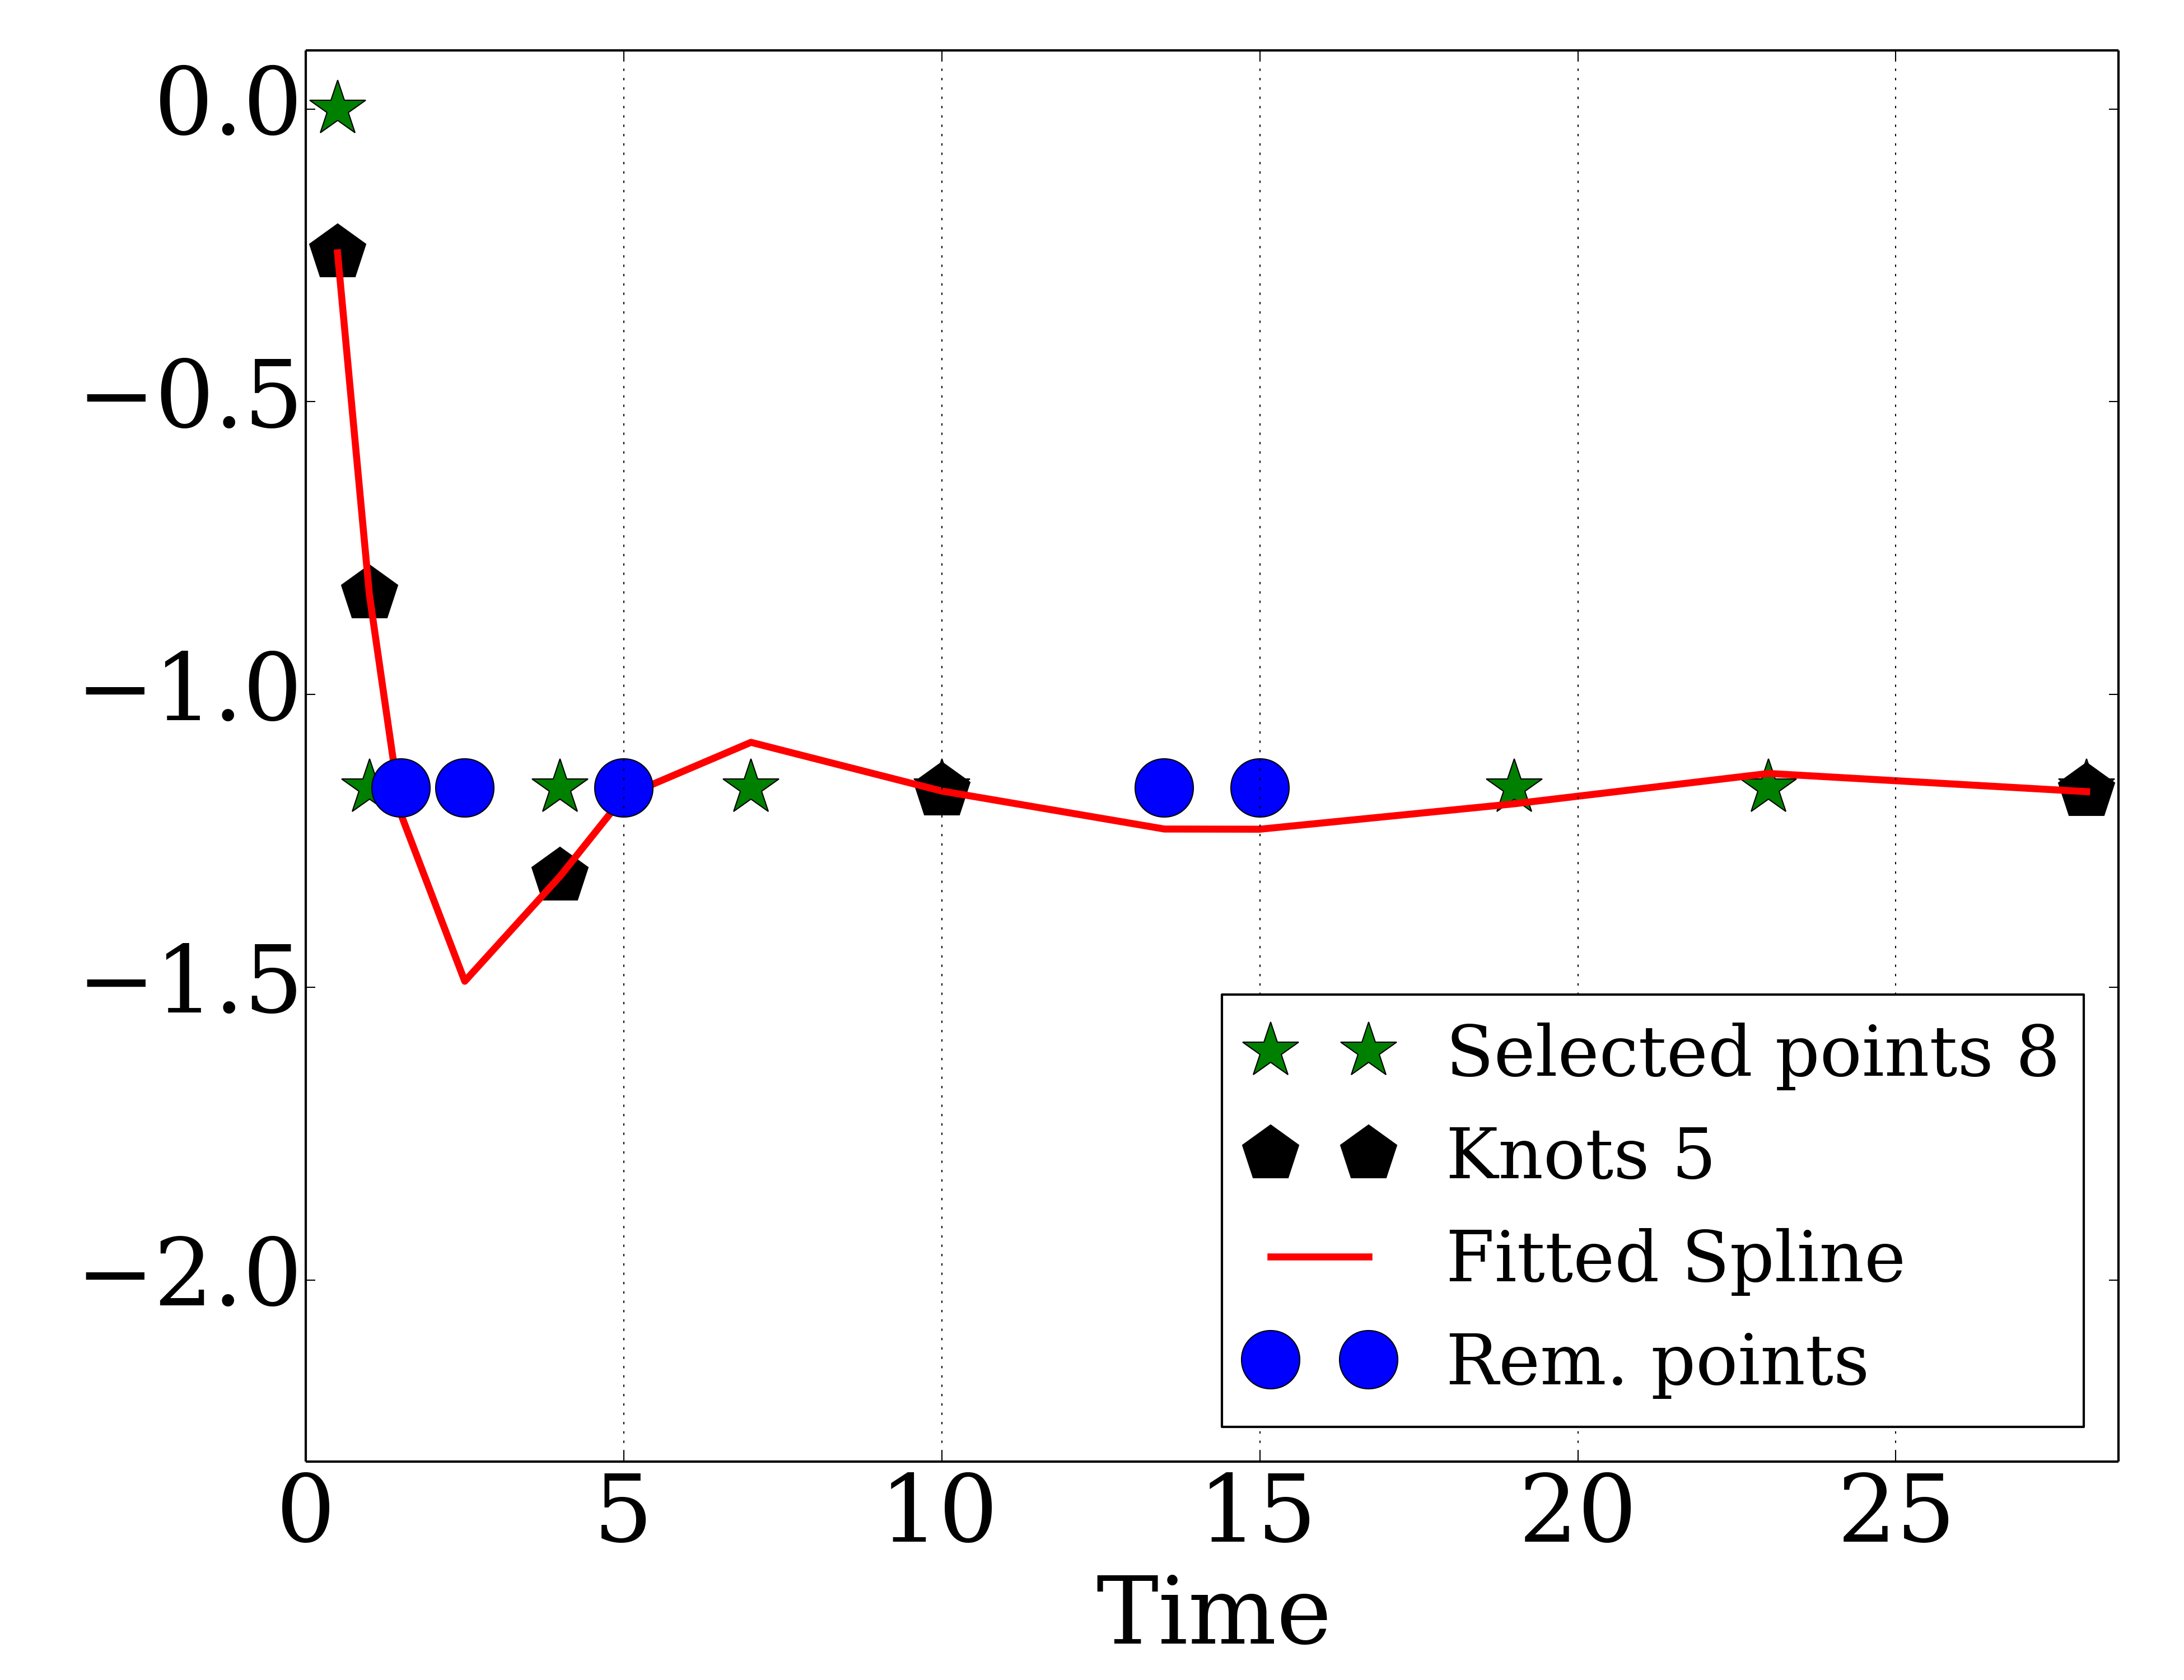 0.0
−0.5
−1.0
−1.5
−2.0
Selected points 8
Knots 5
Fitted Spline
Rem. points
0 5 10 15 20 25
Time